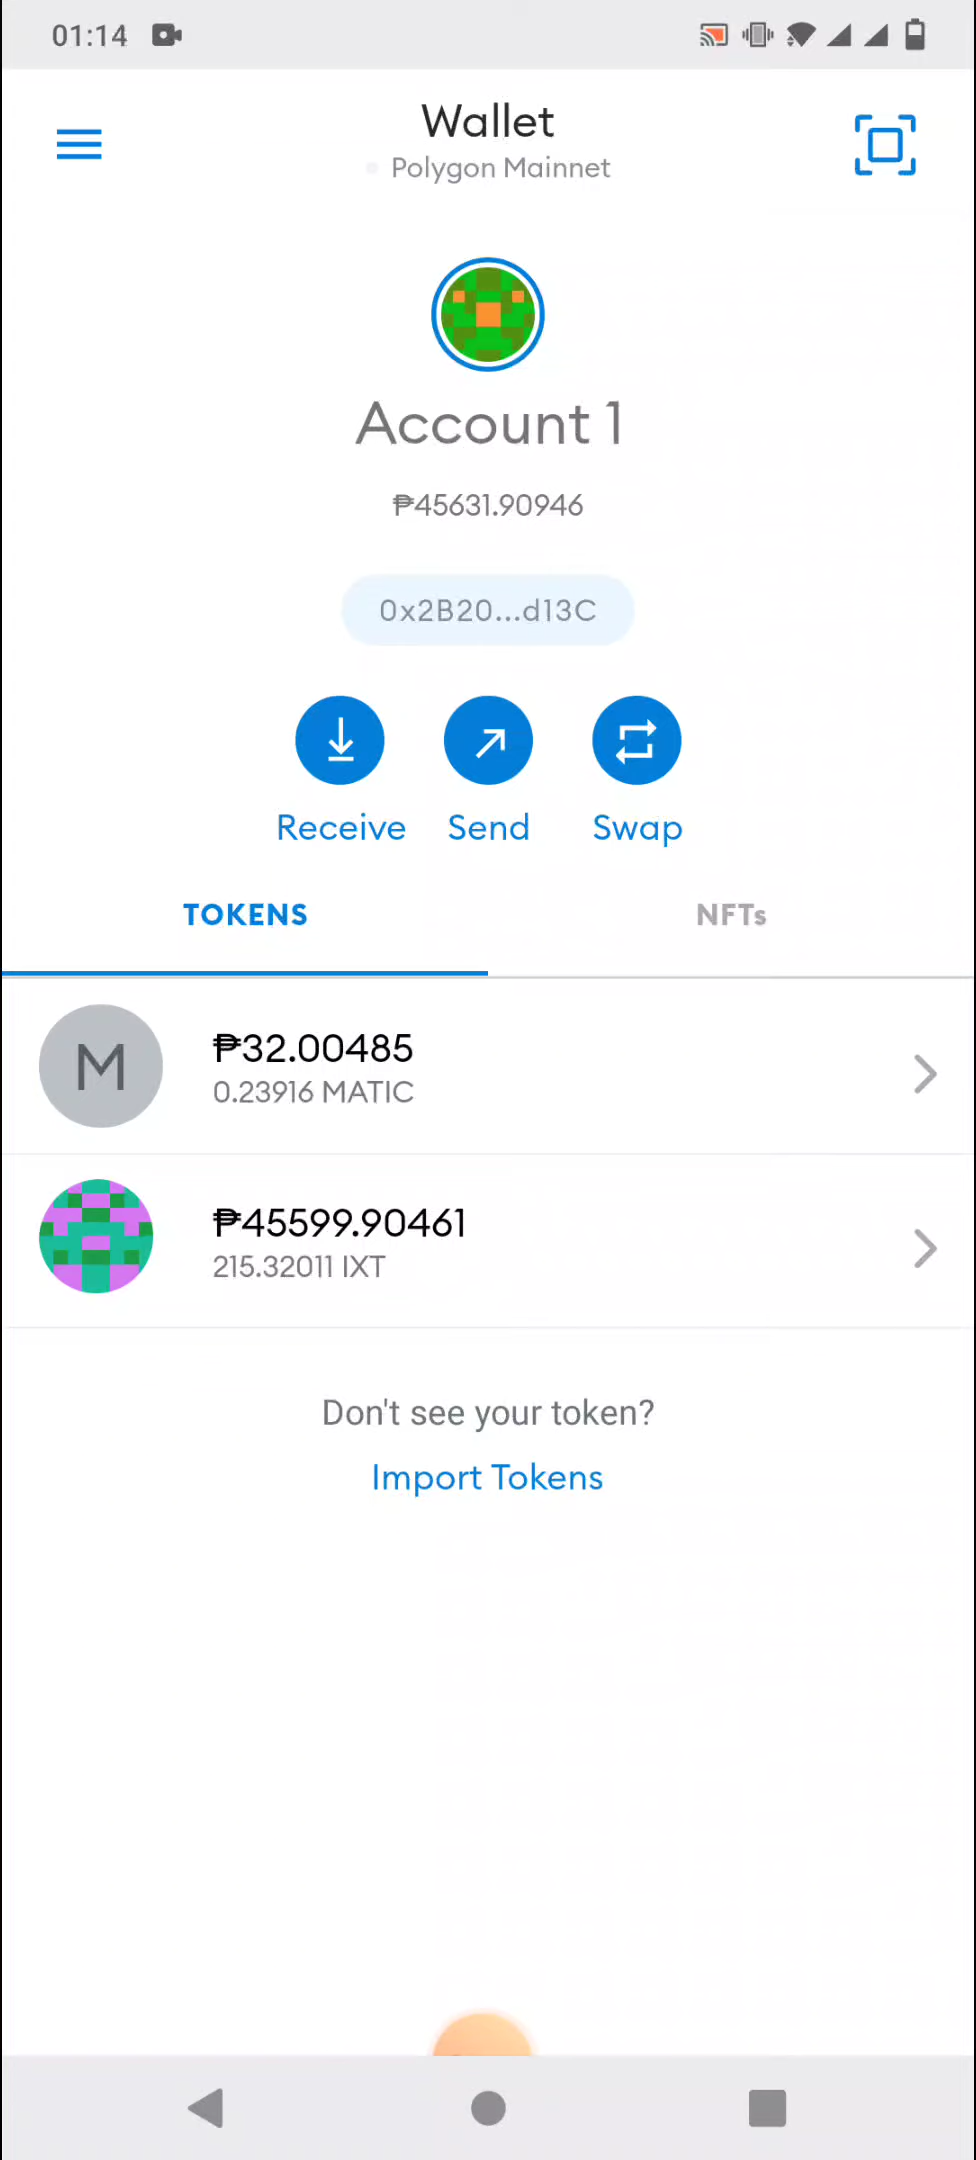 01:14
Wallet
Polygon Mainnet
Account 1
₱45631.90946
0x2B20...d13C
Receive Send Swap
TOKENS NFTs
M
₱32.00485
0.23916 MATIC
₱45599.90461
215.32011 IXT
Don't see your token?
Import Tokens